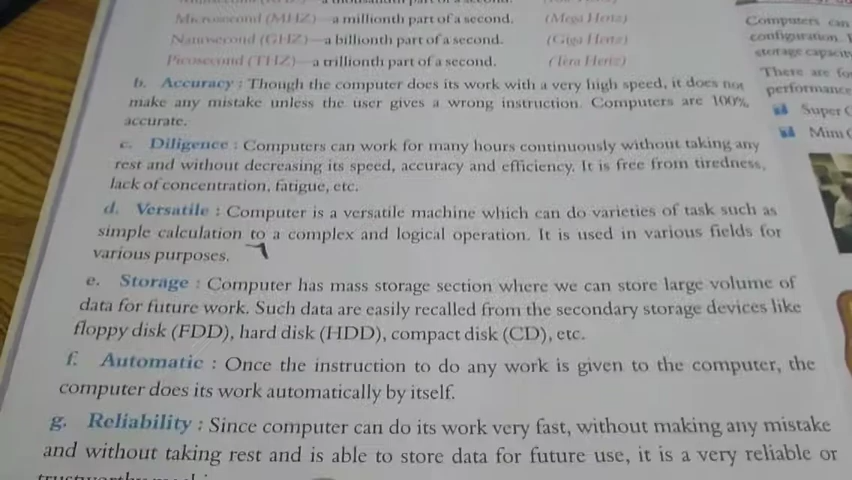 Microsecond (MHZ)—a millionth part of a second. (Mega Hertz)
Nanosecond (GHZ)—a billionth part of a second. (Giga Hertz)
Picosecond (THZ)—a trillionth part of a second. (Tera Hertz)
b. Accuracy : Though the computer does its work with a very high speed, it does not
make any mistake unless the user gives a wrong instruction. Computers are 100%
accurate.
c. Diligence : Computers can work for many hours continuously without taking any
rest and without decreasing its speed, accuracy and efficiency. It is free from tiredness,
lack of concentration, fatigue, etc.
d. Versatile : Computer is a versatile machine which can do varieties of task such as
simple calculation to a complex and logical operation. It is used in various fields for
various purposes.
e. Storage : Computer has mass storage section where we can store large volume of
data for future work. Such data are easily recalled from the secondary storage devices like
floppy disk (FDD), hard disk (HDD), compact disk (CD), etc.
f. Automatic : Once the instruction to do any work is given to the computer, the
computer does its work automatically by itself.
g. Reliability : Since computer can do its work very fast, without making any mistake
and without taking rest and is able to store data for future use, it is a very reliable or
Computers can
configuration.
storage capacity
There are
performance
Super
Mini